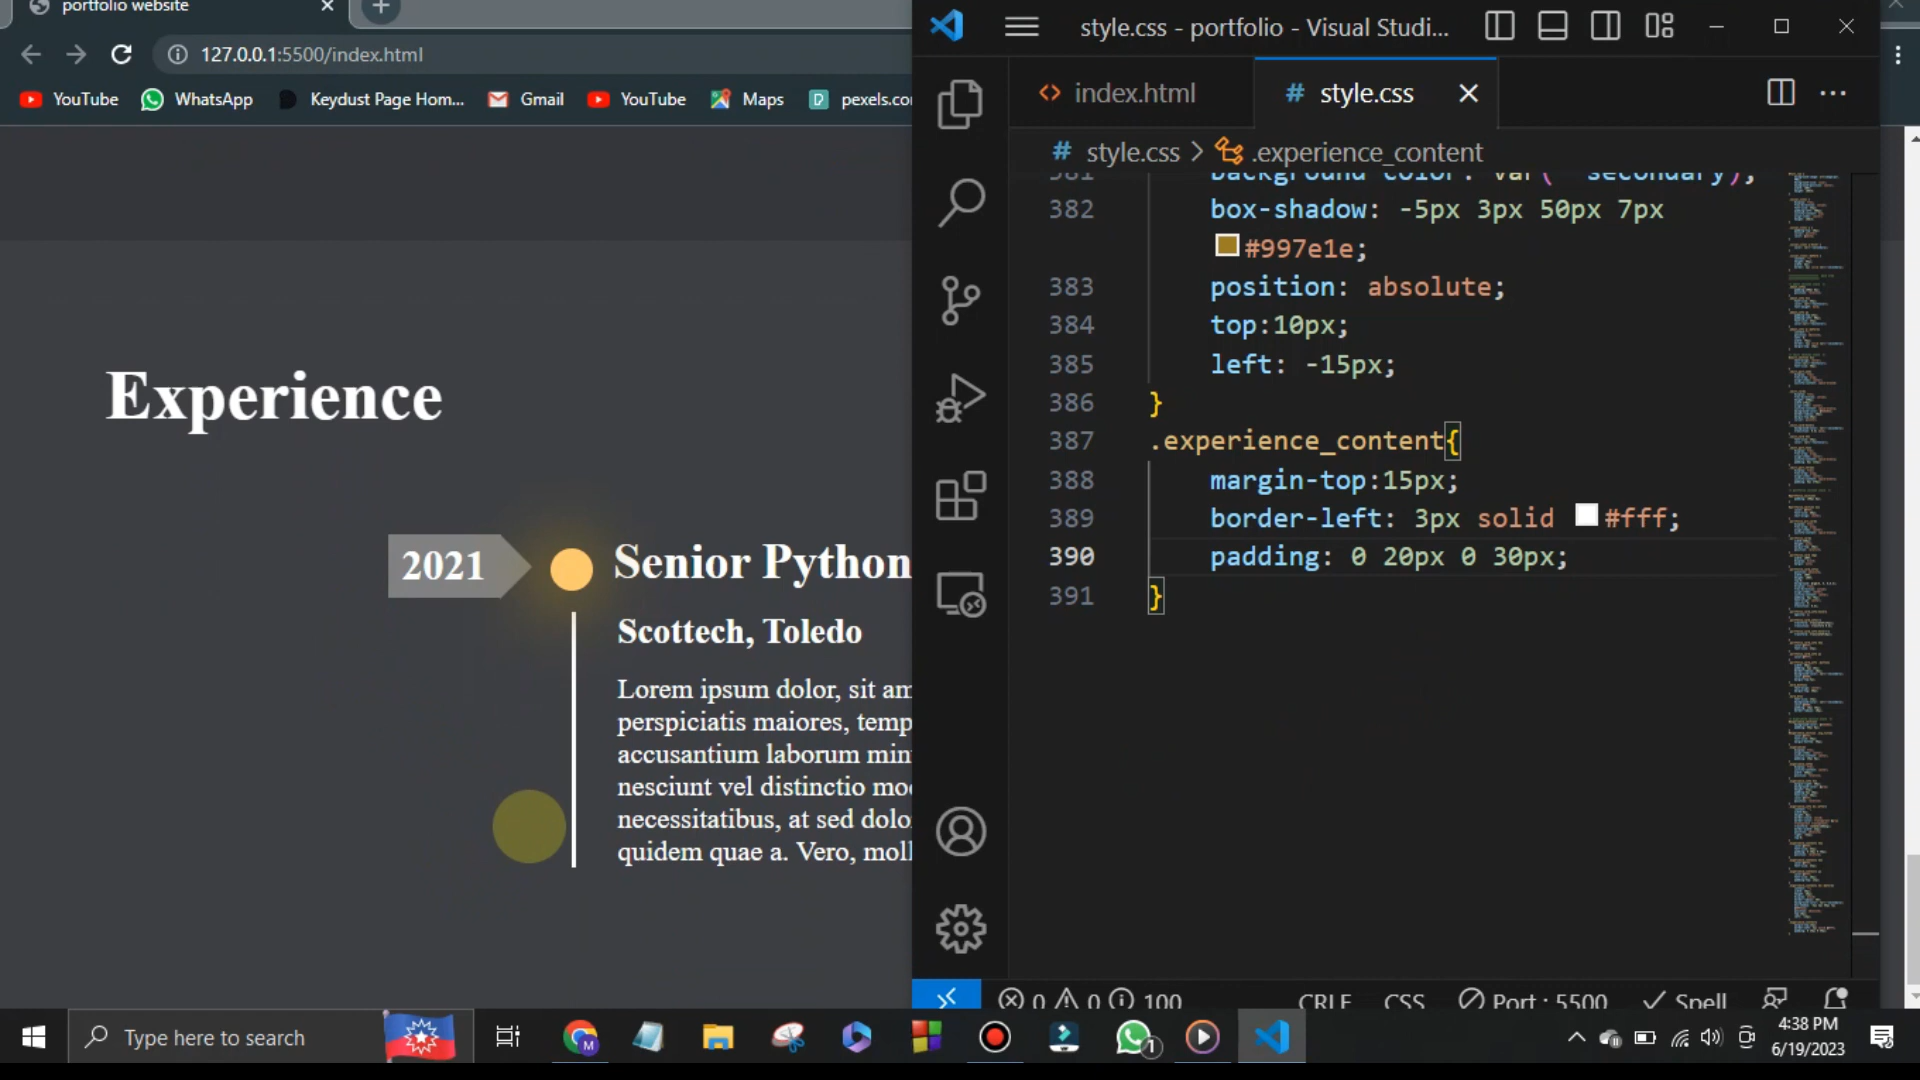 portfolio website
127.0.0.1:5500/index.html
YouTube
WhatsApp
Keydust Page Hom...
Gmail
YouTube
Maps
pexels.co
Experience
2021
Senior Python
Scottech, Toledo
Lorem ipsum dolor, sit am
perspiciatis maiores, temp
accusantium laborum min
nesciunt vel distinctio mo
necessitatibus, at sed dolo
quidem quae a. Vero, moll
style.css - portfolio - Visual Studi...
index.html
# style.css
# style.css > .experience_content
381 background-color: var(--secondary);
382 box-shadow: -5px 3px 50px 7px
#997e1e;
383 position: absolute;
384 top:10px;
385 left: -15px;
386 }
387 .experience_content{
388 margin-top:15px;
389 border-left: 3px solid #fff;
390 padding: 0 20px 0 30px;
391 }
0 0 100 CRLF CSS Port : 5500 Spell
Type here to search
M
1
4:38 PM
6/19/2023